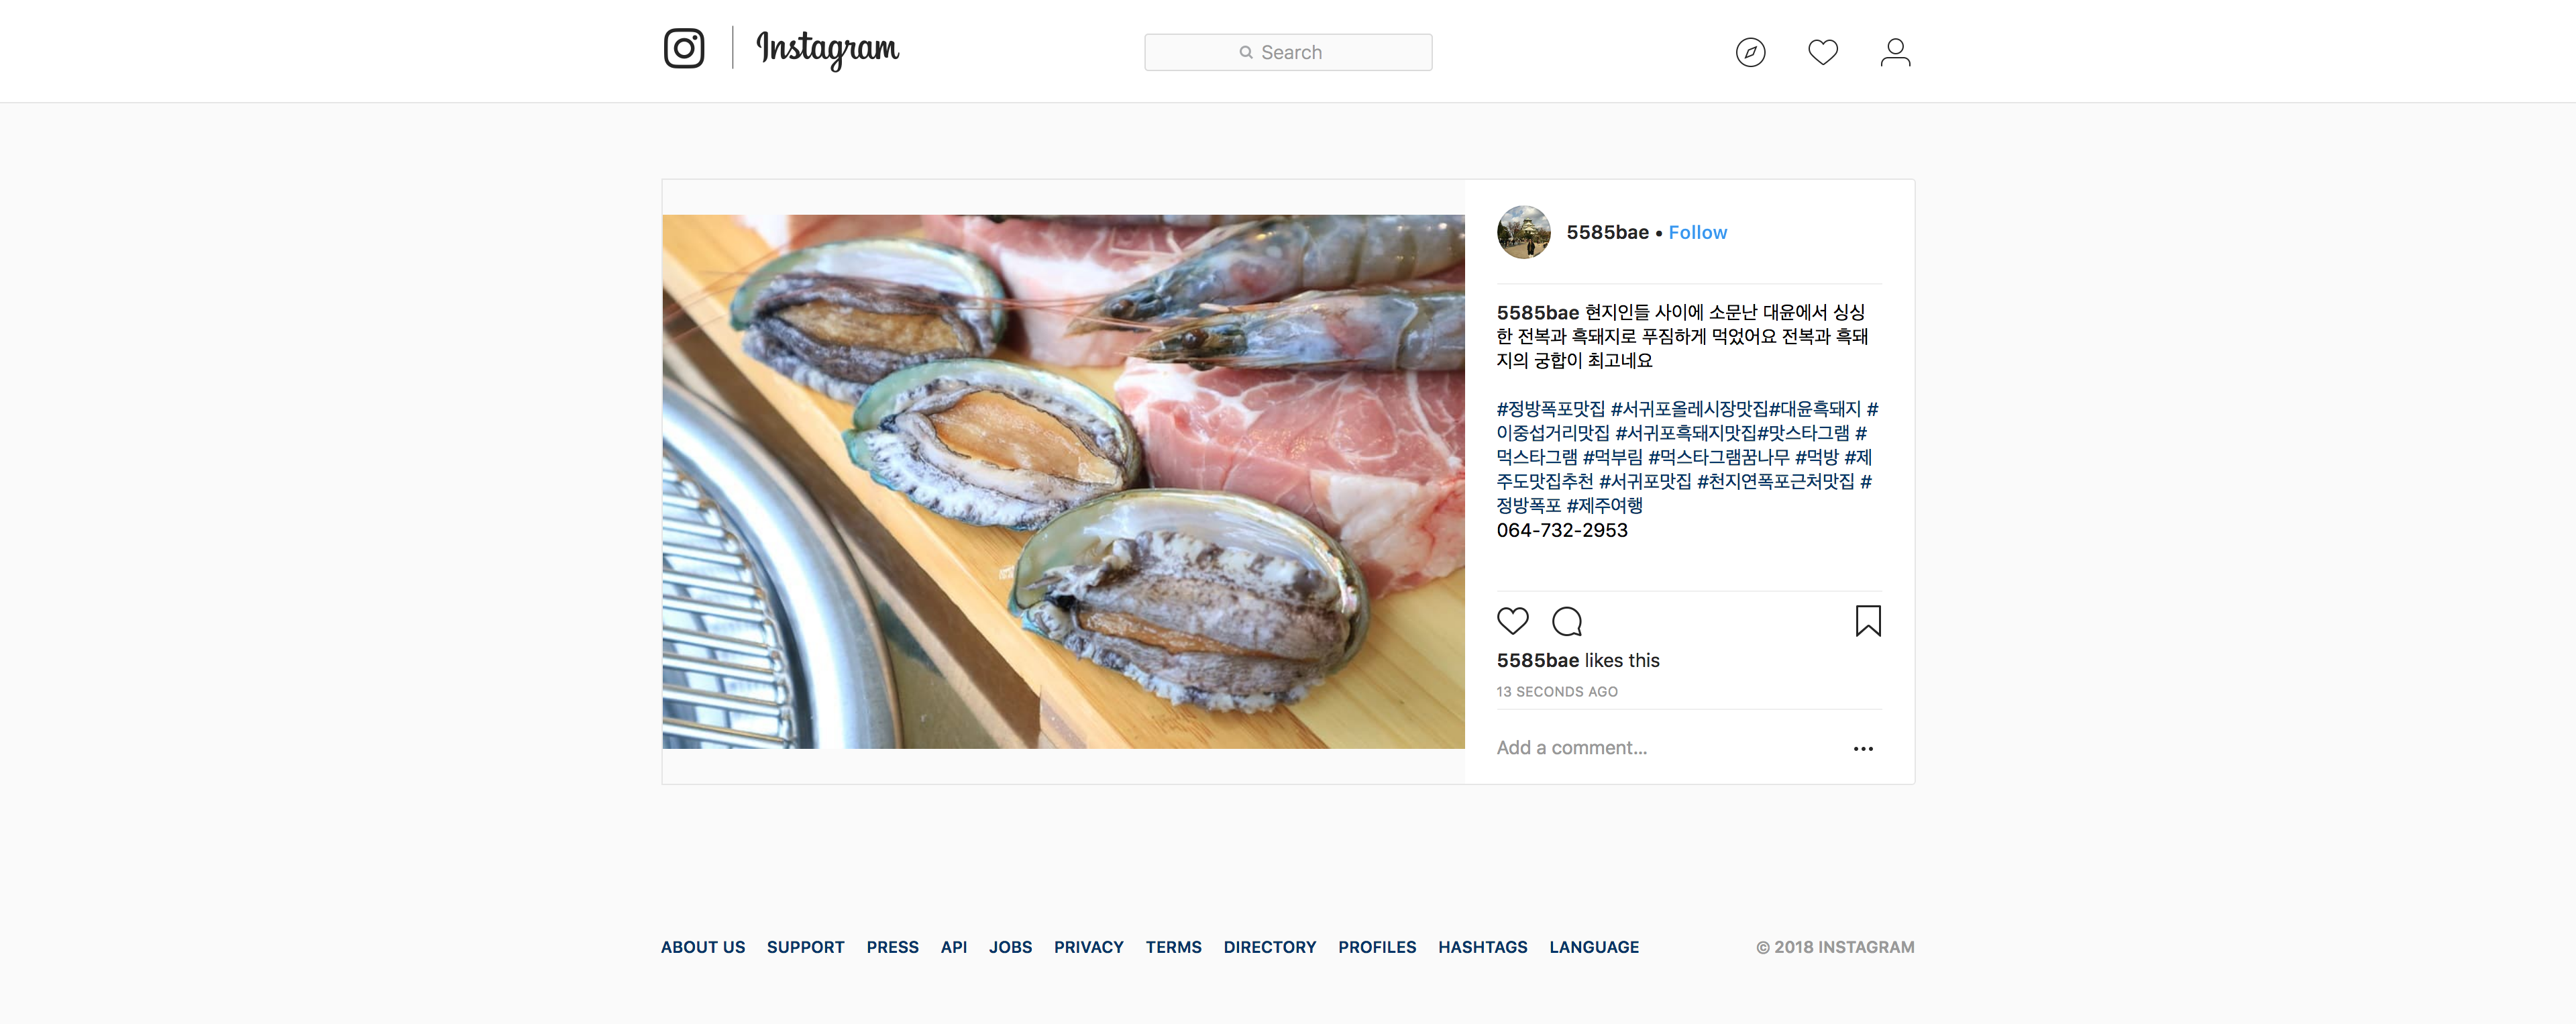 Instagram
Search
5585bae • Follow
5585bae 현지인들 사이에 소문난 대윤에서 싱싱
한 전복과 흑돼지로 푸짐하게 먹었어요 전복과 흑돼
지의 궁합이 최고네요
#정방폭포맛집 #서귀포올레시장맛집#대윤흑돼지 #
이중섭거리맛집 #서귀포흑돼지맛집#맛스타그램 #
먹스타그램 #먹부림 #먹스타그램꿈나무 #먹방 #제
주도맛집추천 #서귀포맛집 #천지연폭포근처맛집 #
정방폭포 #제주여행
064-732-2953
5585bae likes this
13 SECONDS AGO
Add a comment...
ABOUT US SUPPORT PRESS API JOBS PRIVACY TERMS DIRECTORY PROFILES HASHTAGS LANGUAGE © 2018 INSTAGRAM